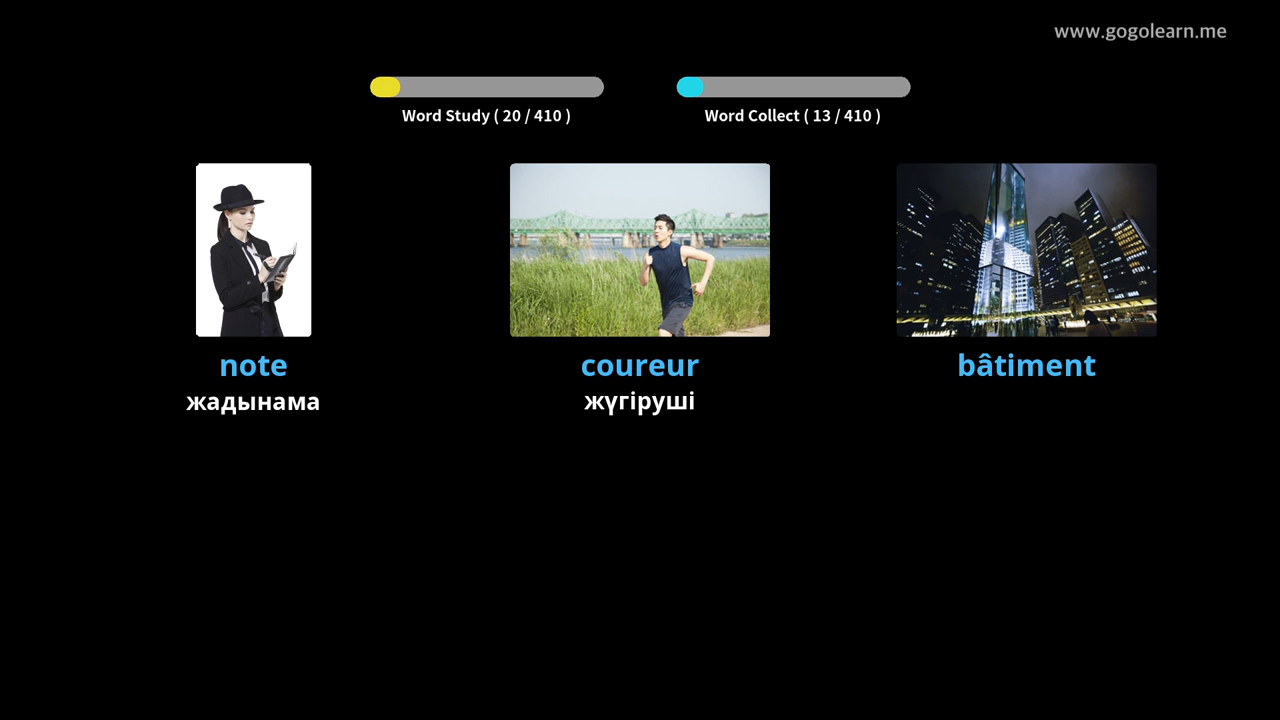 www.gogolearn.me
Word Study ( 20 / 410 )
Word Collect ( 13 / 410 )
note
жадынама
coureur
жүгіруші
bâtiment